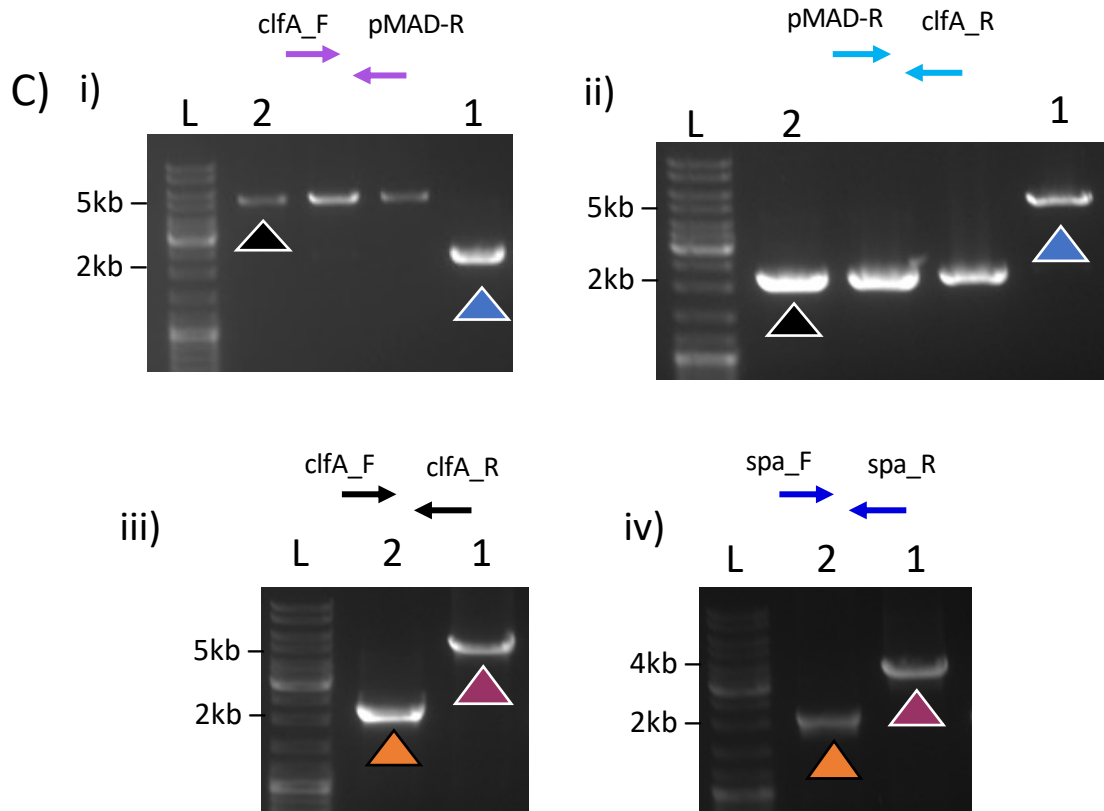 C)
i)
clfA_F pMAD-R
L 2 1
5kb
2kb
ii)
pMAD-R clfA_R
L 2 1
5kb
2kb
iii)
clfA_F clfA_R
L 2 1
5kb
2kb
iv)
spa_F spa_R
L 2 1
4kb
2kb